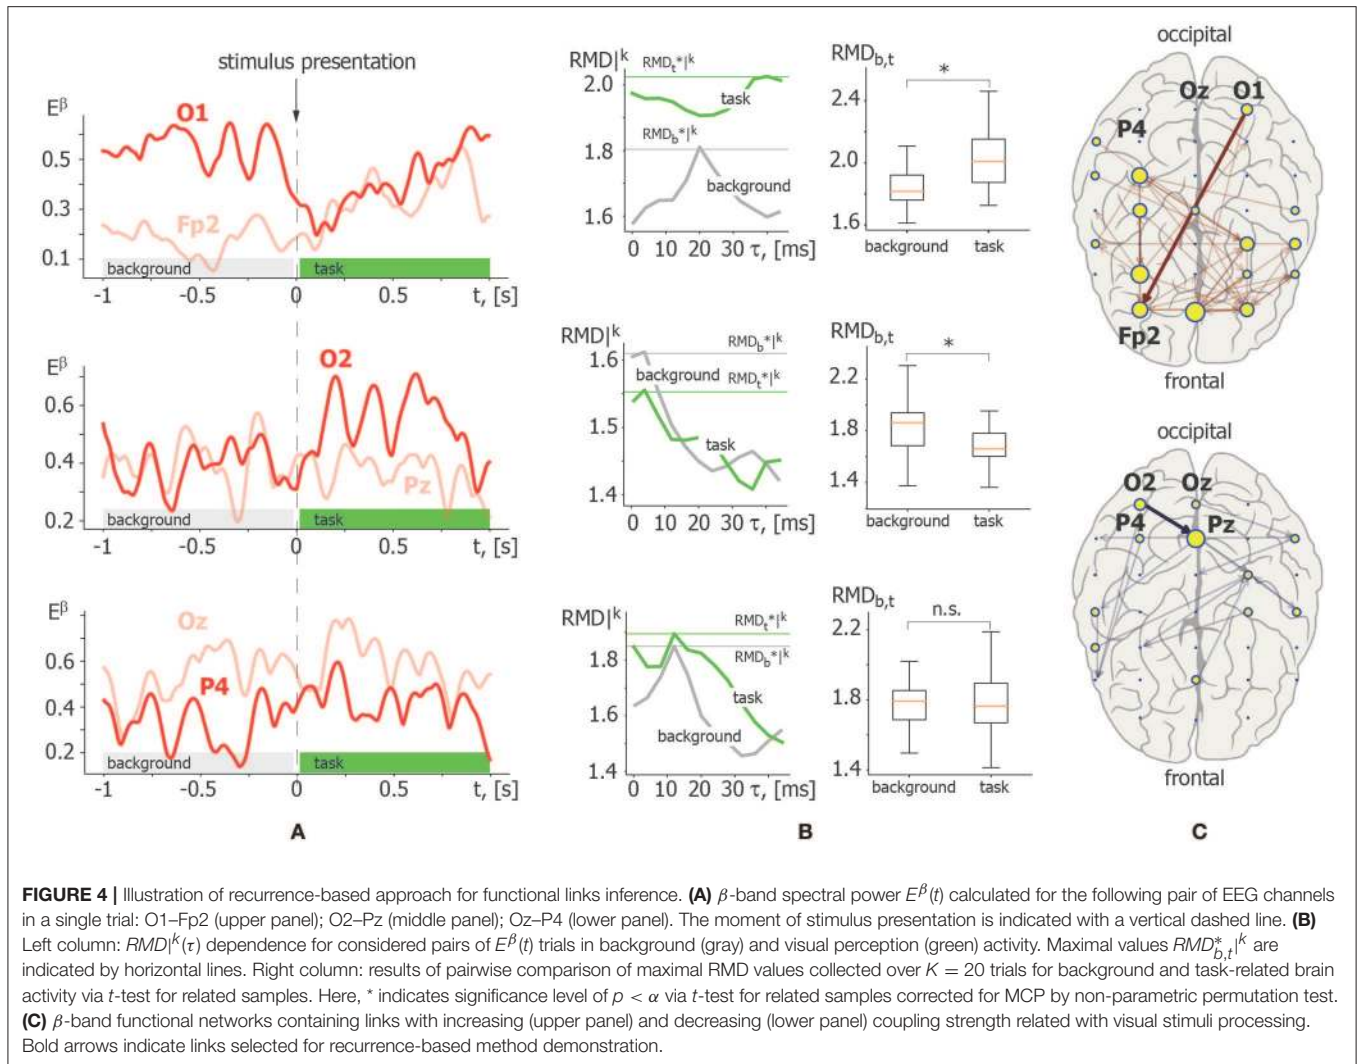 stimulus presentation
E^β
O1
0.5
0.3
Fp2
0.1
background
task
-1
-0.5
0
0.5
t, [s]
E^β
O2
0.6
0.4
Pz
0.2
background
task
-1
-0.5
0
0.5
t, [s]
E^β
Oz
0.6
P4
0.4
0.2
background
task
-1
-0.5
0
0.5
t, [s]
A
RMD|^k
RMD_t*|^k
2.0
task
RMD_b*|^k
1.8
background
1.6
0 10 20 30 τ, [ms]
RMD_b,t
*
2.4
2.0
1.6
background task
RMD|^k
RMD_b*|^k
1.6
background
RMD_t*|^k
1.5
task
1.4
0 10 20 30 τ, [ms]
RMD_b,t
*
2.2
1.8
1.4
background task
RMD|^k
RMD_t*|^k
RMD_b*|^k
1.8
task
1.6
background
1.4
0 10 20 30 τ, [ms]
RMD_b,t
n.s.
2.2
1.8
1.4
background task
B
occipital
Oz O1
P4
Fp2
frontal
occipital
O2 Oz
P4 Pz
frontal
C
FIGURE 4 | Illustration of recurrence-based approach for functional links inference. (A) β-band spectral power E^β(t) calculated for the following pair of EEG channels
in a single trial: O1–Fp2 (upper panel); O2–Pz (middle panel); Oz–P4 (lower panel). The moment of stimulus presentation is indicated with a vertical dashed line. (B)
Left column: RMD|^k(τ) dependence for considered pairs of E^β(t) trials in background (gray) and visual perception (green) activity. Maximal values RMD*_b,t|^k are
indicated by horizontal lines. Right column: results of pairwise comparison of maximal RMD values collected over K = 20 trials for background and task-related brain
activity via t-test for related samples. Here, * indicates significance level of p < α via t-test for related samples corrected for MCP by non-parametric permutation test.
(C) β-band functional networks containing links with increasing (upper panel) and decreasing (lower panel) coupling strength related with visual stimuli processing.
Bold arrows indicate links selected for recurrence-based method demonstration.